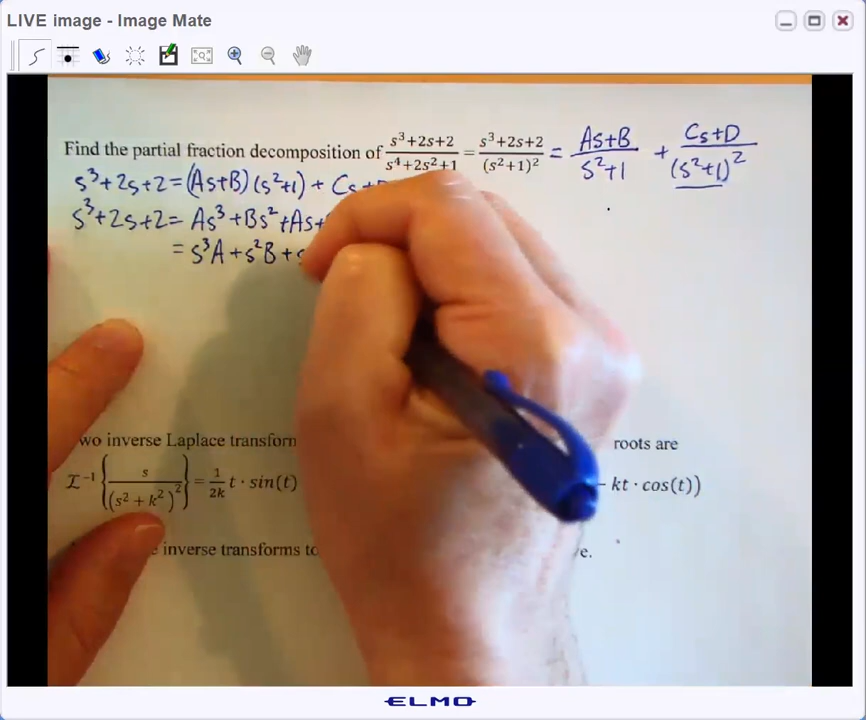 LIVE image - Image Mate
Find the partial fraction decomposition of s³+2s+2/s⁴+2s²+1 = s³+2s+2/(s²+1)² = As+B/s²+1 + Cs+D/(s²+1)²
s³+2s+2 = (As+B)(s²+1) + Cs+
s³+2s+2 = As³+Bs²+As+
= s³A+s²B+
wo inverse Laplace transform roots are
ℒ⁻¹{s/(s²+k²)²} = 1/2k t · sin(t) - kt · cos(t))
inverse transforms to e.
ELMO